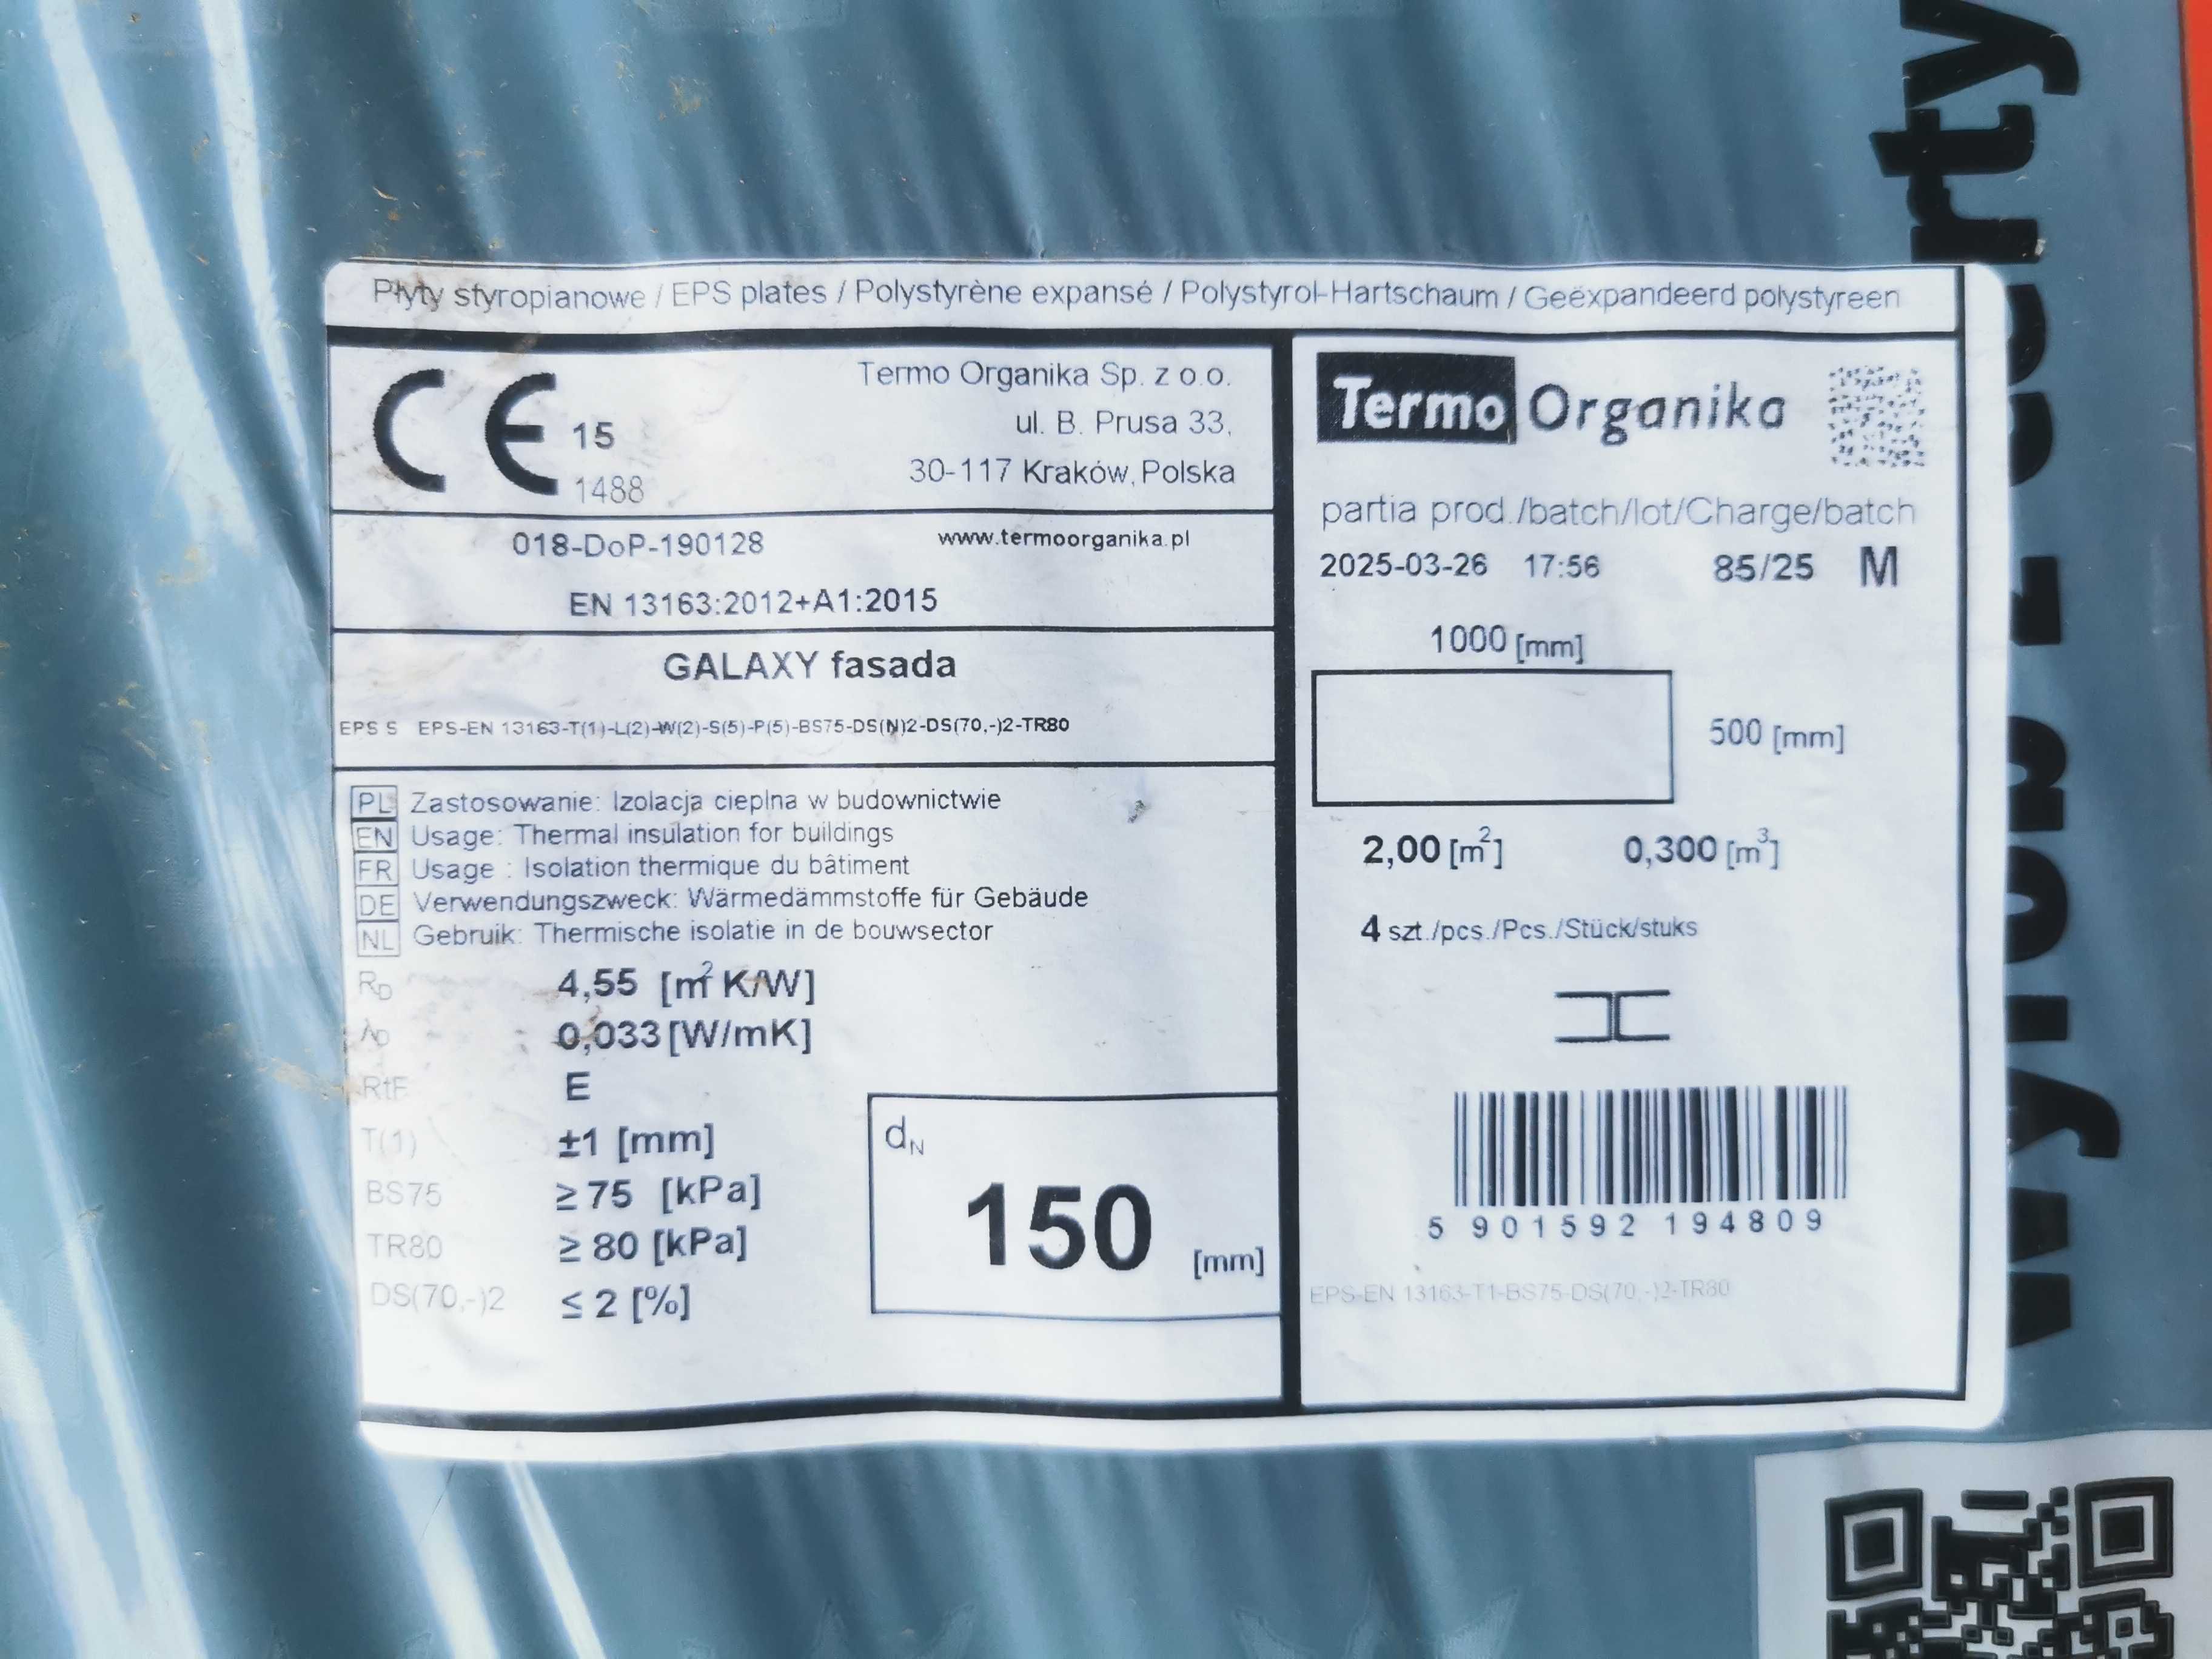 Płyty styropianowe / EPS plates / Polystyrène expansé / Polystyrol-Hartschaum / Geëxpandeerd polystyreen
CE 15
1488
Termo Organika Sp. z o.o.
ul. B. Prusa 33,
30-117 Kraków, Polska
018-DoP-190128 www.termoorganika.pl
EN 13163:2012+A1:2015
GALAXY fasada
EPS S EPS-EN 13163-T(1)-L(2)-W(2)-S(5)-P(5)-BS75-DS(N)2-DS(70,-)2-TR80
PL Zastosowanie: Izolacja cieplna w budownictwie
EN Usage: Thermal insulation for buildings
FR Usage : Isolation thermique du bâtiment
DE Verwendungszweck: Wärmedämmstoffe für Gebäude
NL Gebruik: Thermische isolatie in de bouwsector
RD 4,55 [m² K/W]
λD 0,033 [W/mK]
RtF E
T(1) ±1 [mm]
BS75 ≥ 75 [kPa]
TR80 ≥ 80 [kPa]
DS(70,-)2 ≤ 2 [%]
dN
150 [mm]
Termo Organika
partia prod./batch/lot/Charge/batch
2025-03-26 17:56 85/25 M
1000 [mm]
500 [mm]
2,00 [m²] 0,300 [m³]
4 szt./pcs./Pcs./Stück/stuks
5 901592 194809
EPS-EN 13163-T1-BS75-DS(70,-)2-TR80